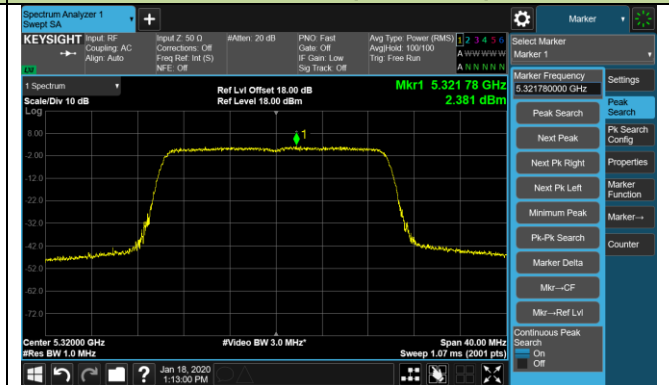 Spectrum Analyzer 1
Swept SA
+
Marker
KEYSIGHT
Input: RF
Coupling: AC
Align: Auto
Input Z: 50 Ω
Corrections: Off
Freq Ref: Int (S)
NFE: Off
#Atten: 20 dB
PNO: Fast
Gate: Off
IF Gain: Low
Sig Track: Off
Avg Type: Power (RMS)
Avg|Hold: 100/100
Trig: Free Run
1 2 3 4 5 6
A W W W W W
A N N N N N
LXI
1 Spectrum
Scale/Div 10 dB
Ref Lvl Offset 18.00 dB
Ref Level 18.00 dBm
Mkr1 5.321 78 GHz
2.381 dBm
Log
8.00
-2.00
-12.0
-22.0
-32.0
-42.0
-52.0
-62.0
-72.0
1
Center 5.32000 GHz
#Res BW 1.0 MHz
#Video BW 3.0 MHz*
Span 40.00 MHz
Sweep 1.07 ms (2001 pts)
Select Marker
Marker 1
Marker Frequency
5.321780000 GHz
Peak Search
Next Peak
Next Pk Right
Next Pk Left
Minimum Peak
Pk-Pk Search
Marker Delta
Mkr→CF
Mkr→Ref Lvl
Continuous Peak
Search
On
Off
Settings
Peak
Search
Pk Search
Config
Properties
Marker
Function
Marker→
Counter
?
Jan 18, 2020
1:13:00 PM